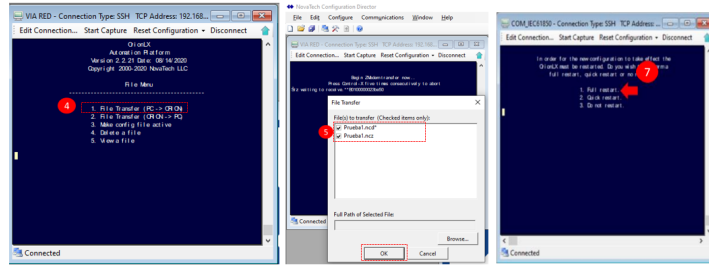 VIA RED - Connection Type: SSH TCP Address: 192.168...
Edit Connection... Start Capture Reset Configuration Disconnect
OrionLX
Automation Platform
Version 2.2.21 Date: 08/14/2020
Copyright 2000-2020 NovaTech LLC
File Menu
4
1. File Transfer (PC -> ORION)
2. File Transfer (ORION -> PC)
3. Make config file active
4. Delete a file
5. View a file
Connected
NovaTech Configuration Director
File Edit Configure Communications Window Help
VIA RED - Connection Type: SSH TCP Address: 192.168...
Edit Connection... Start Capture Reset Configuration Disconnect
Begin ZModem transfer now.
Press Control-X five times consecutively to abort
File Transfer
File(s) to transfer (Checked items only):
5
Prueba1.ncd*
Prueba1.ncz
Full Path of Selected File:
Browse...
OK Cancel
Connected
COM_IEC61850 - Connection Type: SSH TCP Address: ...
Edit Connection... Start Capture Reset Configuration Disconnect
In order for the new configuration to take effect the
OrionLX must be restarted. Do you wish
full restart, quick restart or no
7
1. Full restart.
2. Quick restart.
3. Do not restart.
Connected